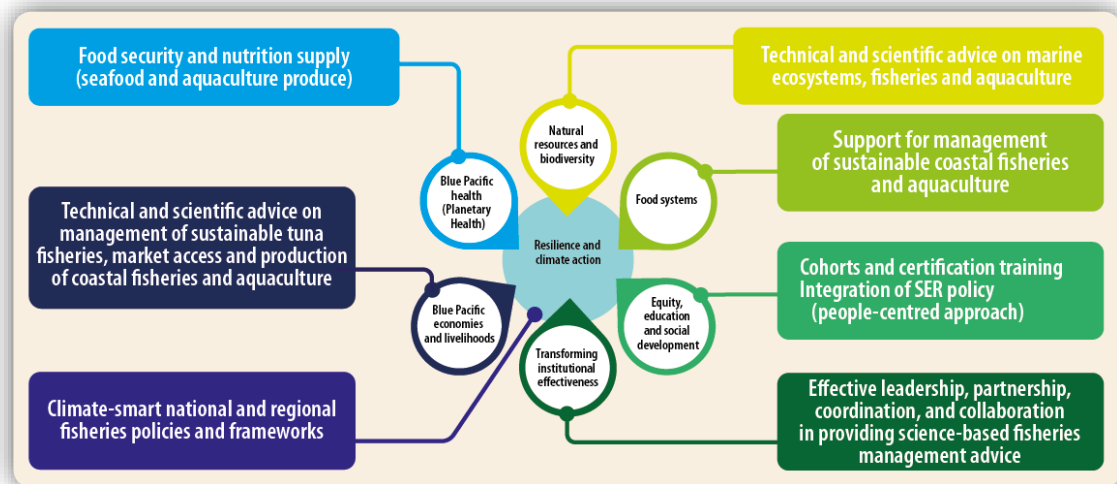 Food security and nutrition supply
(seafood and aquaculture produce)
Technical and scientific advice on marine
ecosystems, fisheries and aquaculture
Natural
resources and
biodiversity
Support for management
of sustainable coastal fisheries
and aquaculture
Blue Pacific
health
(Planetary
Health)
Food systems
Technical and scientific advice on
management of sustainable tuna
fisheries, market access and production
of coastal fisheries and aquaculture
Resilience and
climate action
Cohorts and certification training
Integration of SER policy
(people-centred approach)
Blue Pacific
economies
and livelihoods
Equity,
education
and social
development
Transforming
institutional
effectiveness
Climate-smart national and regional
fisheries policies and frameworks
Effective leadership, partnership,
coordination, and collaboration
in providing science-based fisheries
management advice